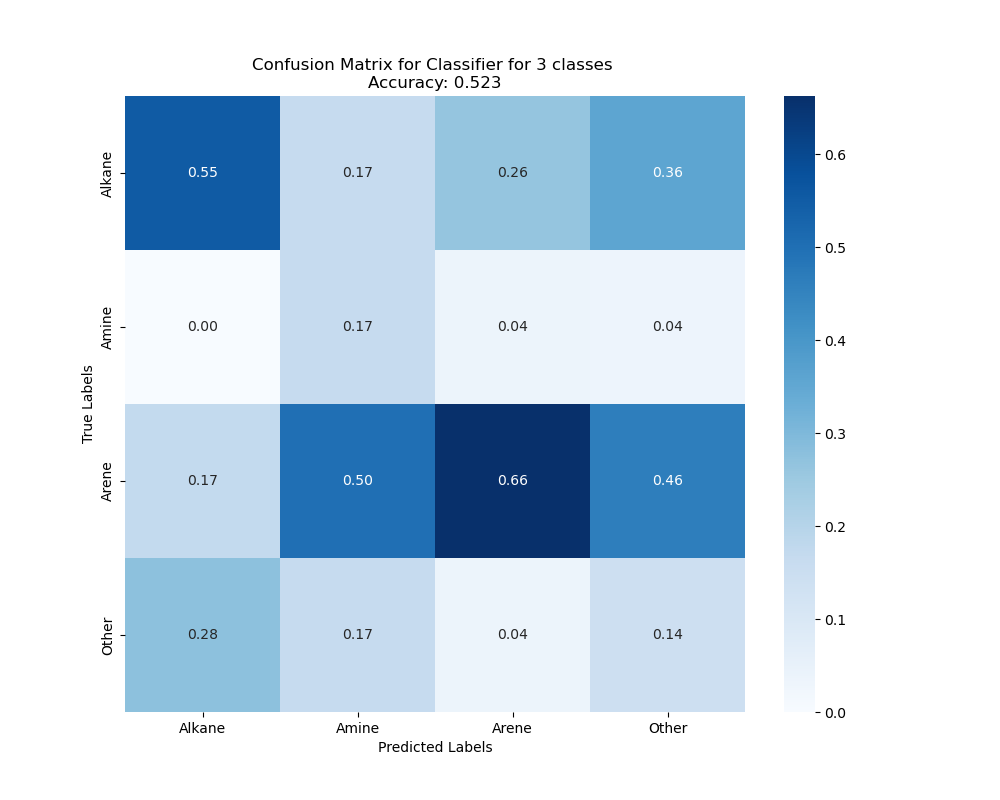 Confusion Matrix for Classifier for 3 classes
Accuracy: 0.523
True Labels
Alkane
0.55 0.17 0.26 0.36
Amine
0.00 0.17 0.04 0.04
Arene
0.17 0.50 0.66 0.46
Other
0.28 0.17 0.04 0.14
Alkane Amine Arene Other
Predicted Labels
0.6
0.5
0.4
0.3
0.2
0.1
0.0